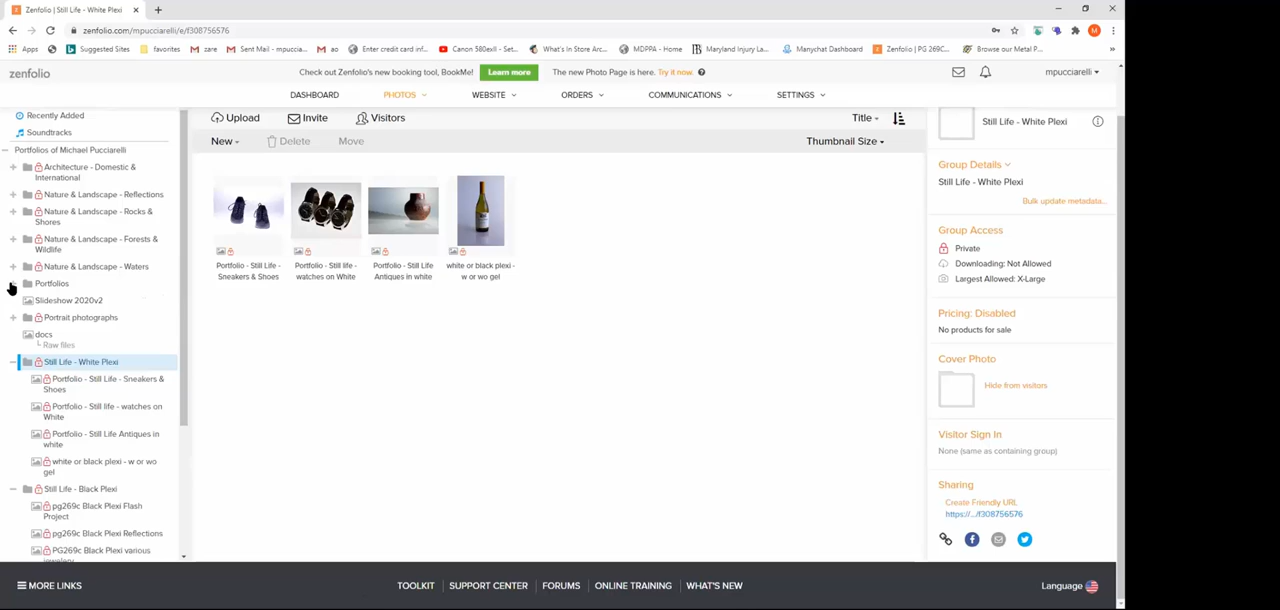 Zenfolio | Still Life - White Plexi
zenfolio.com/mpucciarelli/e/f308756576
Apps
Suggested Sites
favorites
zare
Sent Mail - mpuccia...
ao
Enter credit card inf...
Canon 580exII - Set...
What's In Store Arc...
MDPPA - Home
Maryland Injury La...
Manychat Dashboard
Zenfolio | PG 269C...
Browse our Metal P...
zenfolio
Check out Zenfolio's new booking tool, BookMe!
Learn more
The new Photo Page is here. Try it now.
mpucciarelli
DASHBOARD
PHOTOS
WEBSITE
ORDERS
COMMUNICATIONS
SETTINGS
Recently Added
Soundtracks
Portfolios of Michael Pucciarelli
Architecture - Domestic &
International
Nature & Landscape - Reflections
Nature & Landscape - Rocks &
Shores
Nature & Landscape - Forests &
Wildlife
Nature & Landscape - Waters
Portfolios
Slideshow 2020v2
Portrait photographs
docs
Raw files
Still Life - White Plexi
Portfolio - Still Life - Sneakers &
Shoes
Portfolio - Still life - watches on
White
Portfolio - Still Life Antiques in
white
white or black plexi - w or wo
gel
Still Life - Black Plexi
pg269c Black Plexi Flash
Project
pg269c Black Plexi Reflections
PG269c Black Plexi various
jewelery
Upload
Invite
Visitors
Title
New
Delete
Move
Thumbnail Size
Portfolio - Still Life -
Sneakers & Shoes
Portfolio - Still life -
watches on White
Portfolio - Still Life
Antiques in white
white or black plexi -
w or wo gel
Still Life - White Plexi
Group Details
Still Life - White Plexi
Bulk update metadata...
Group Access
Private
Downloading: Not Allowed
Largest Allowed: X-Large
Pricing: Disabled
No products for sale
Cover Photo
Hide from visitors
Visitor Sign In
None (same as containing group)
Sharing
Create Friendly URL
https://.../f308756576
MORE LINKS
TOOLKIT
SUPPORT CENTER
FORUMS
ONLINE TRAINING
WHAT'S NEW
Language